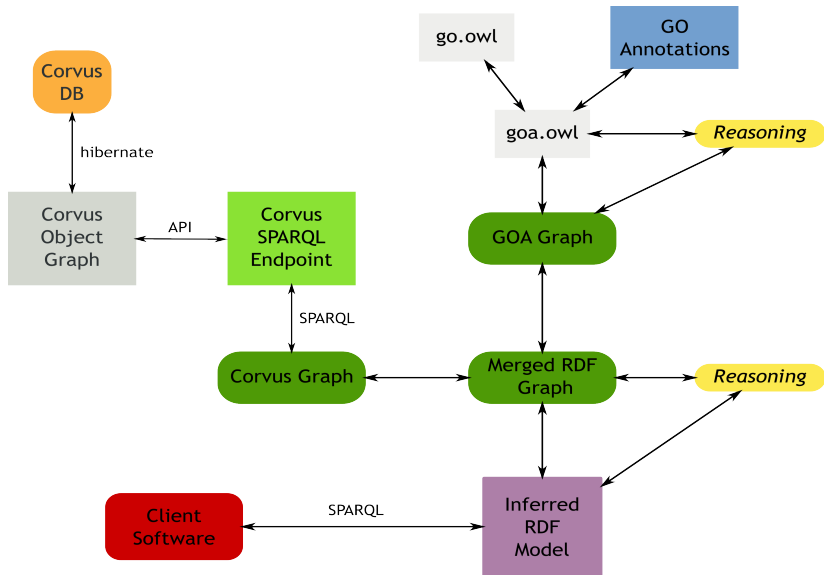 go.owl
GO
Annotations
Corvus
DB
goa.owl
Reasoning
hibernate
Corvus
Object
Graph
API
Corvus
SPARQL
Endpoint
GOA Graph
SPARQL
Corvus Graph
Merged RDF
Graph
Reasoning
Client
Software
SPARQL
Inferred
RDF
Model